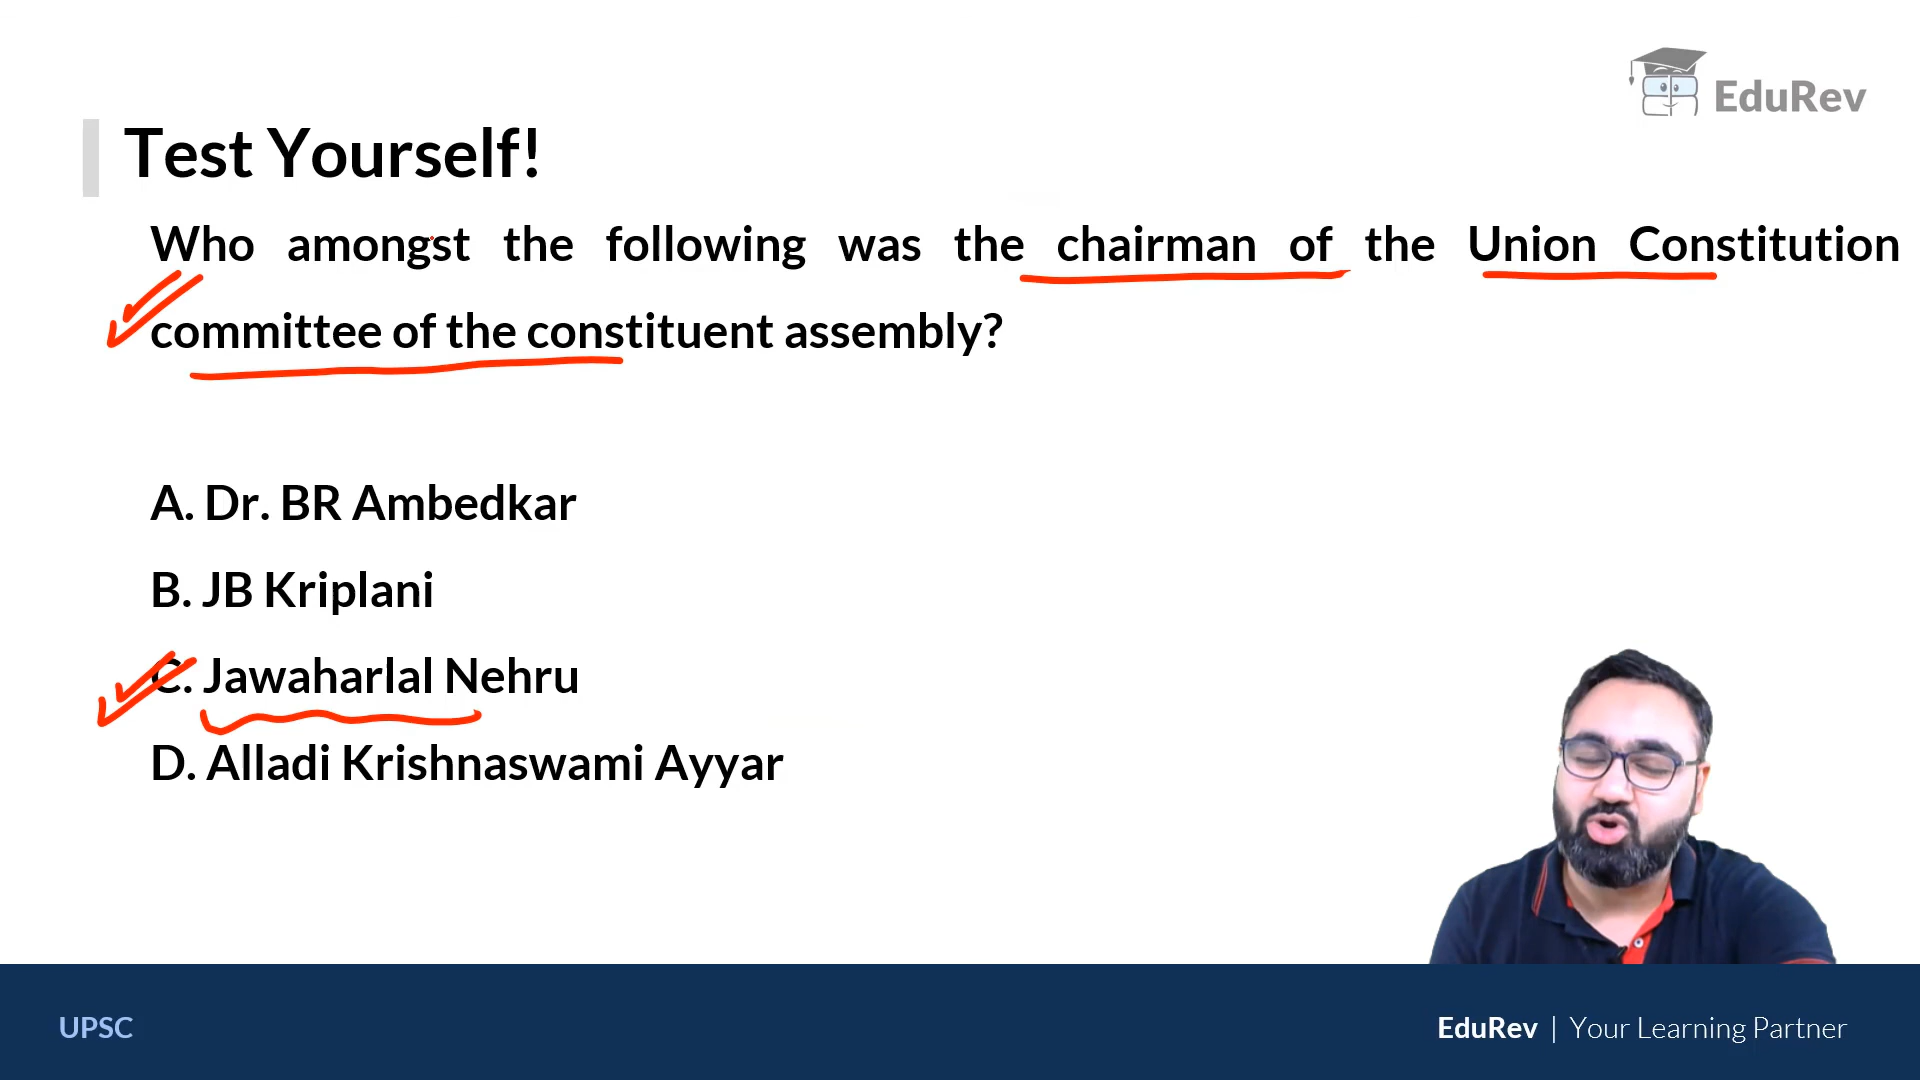 EduRev
Test Yourself!
Who amongst the following was the chairman of the Union Constitution
committee of the constituent assembly?
A. Dr. BR Ambedkar
B. JB Kriplani
C. Jawaharlal Nehru
D. Alladi Krishnaswami Ayyar
UPSC
EduRev | Your Learning Partner